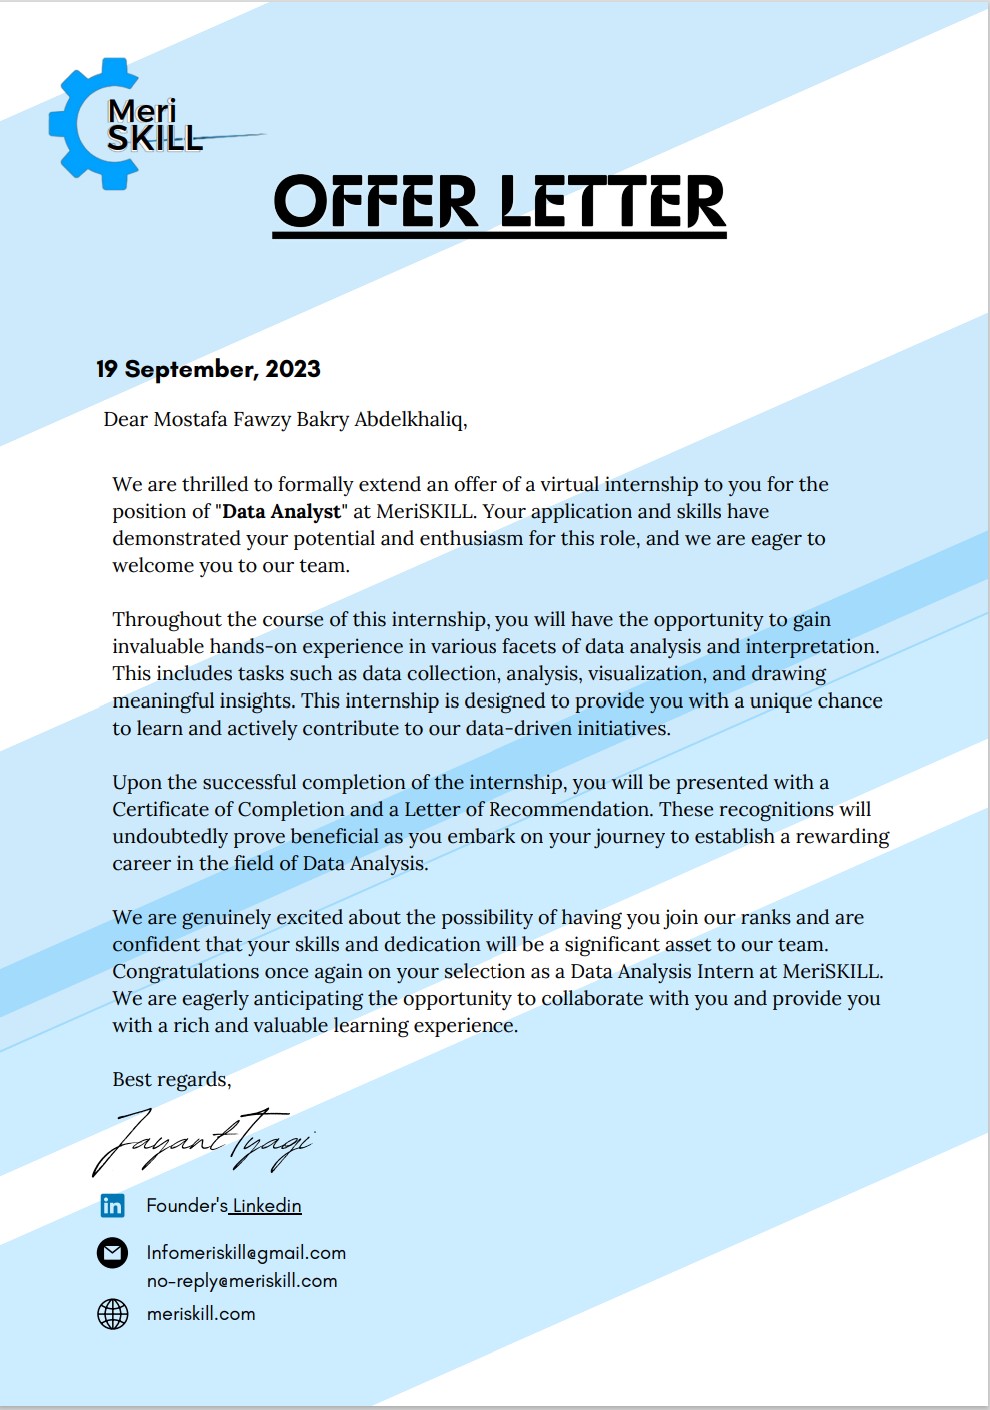 Meri
SKILL
OFFER LETTER
19 September, 2023
Dear Mostafa Fawzy Bakry Abdelkhaliq,
We are thrilled to formally extend an offer of a virtual internship to you for the
position of "Data Analyst" at MeriSKILL. Your application and skills have
demonstrated your potential and enthusiasm for this role, and we are eager to
welcome you to our team.
Throughout the course of this internship, you will have the opportunity to gain
invaluable hands-on experience in various facets of data analysis and interpretation.
This includes tasks such as data collection, analysis, visualization, and drawing
meaningful insights. This internship is designed to provide you with a unique chance
to learn and actively contribute to our data-driven initiatives.
Upon the successful completion of the internship, you will be presented with a
Certificate of Completion and a Letter of Recommendation. These recognitions will
undoubtedly prove beneficial as you embark on your journey to establish a rewarding
career in the field of Data Analysis.
We are genuinely excited about the possibility of having you join our ranks and are
confident that your skills and dedication will be a significant asset to our team.
Congratulations once again on your selection as a Data Analysis Intern at MeriSKILL.
We are eagerly anticipating the opportunity to collaborate with you and provide you
with a rich and valuable learning experience.
Best regards,
Jayant Tyagi
in Founder's Linkedin
Infomeriskill@gmail.com
no-reply@meriskill.com
meriskill.com